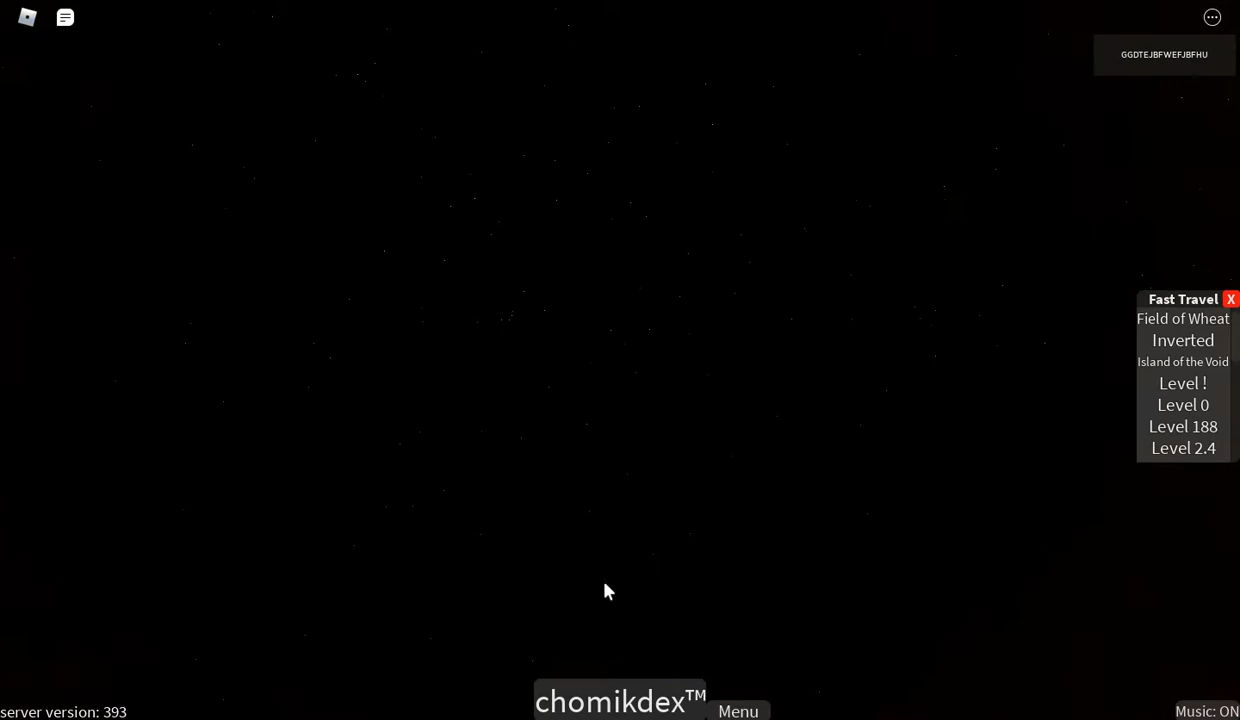 GGDTEJBFWEFJBFHU
Fast Travel X
Field of Wheat
Inverted
Island of the Void
Level !
Level 0
Level 188
Level 2.4
chomikdex™
Menu
server version: 393
Music: ON